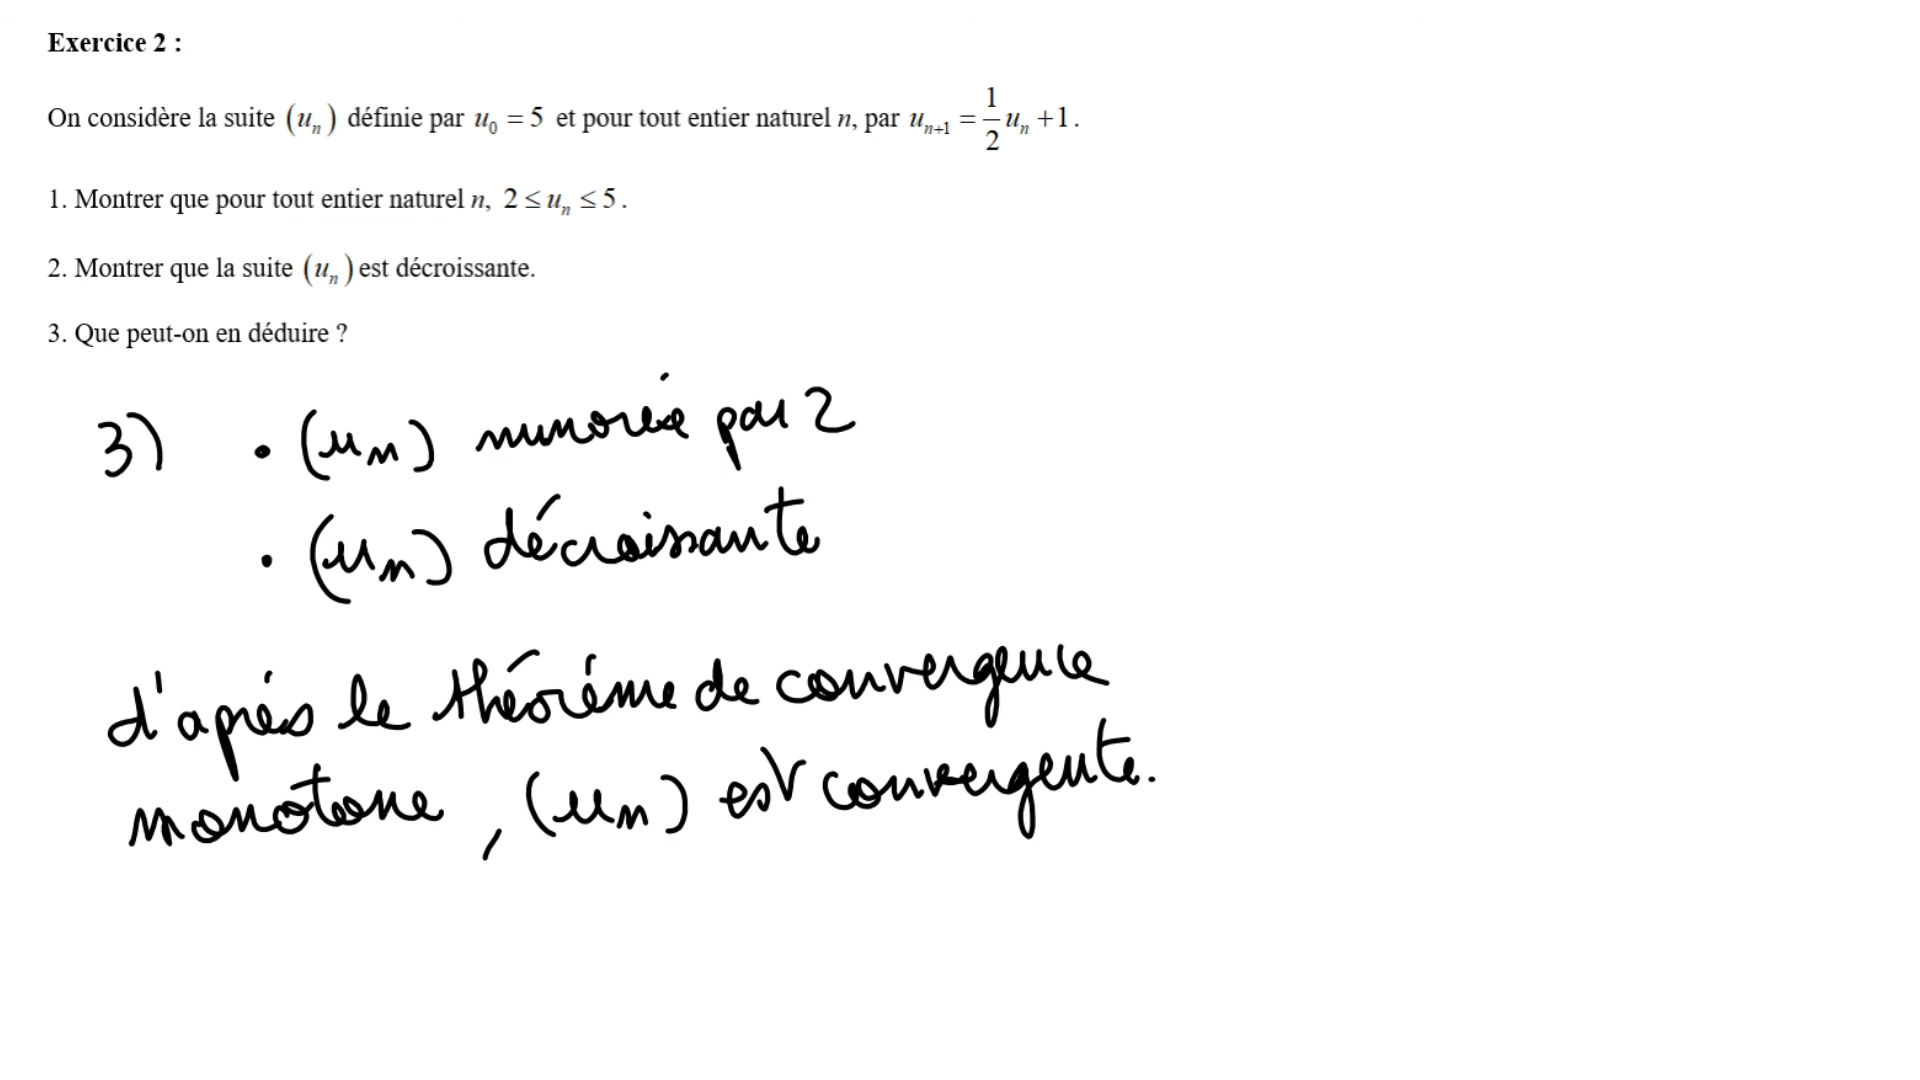 Exercice 2 :
On considère la suite (uₙ) définie par u₀ = 5 et pour tout entier naturel n, par uₙ₊₁ = 1/2 uₙ + 1.
1. Montrer que pour tout entier naturel n, 2 ≤ uₙ ≤ 5.
2. Montrer que la suite (uₙ) est décroissante.
3. Que peut-on en déduire ?
3) • (uₙ) minorée par 2
• (uₙ) décroissante
d'après le théorème de convergence
monotone, (uₙ) est convergente.